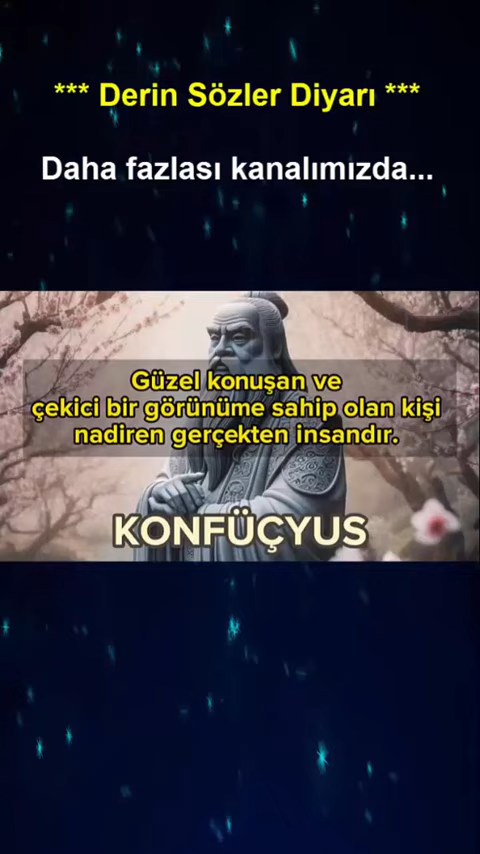 *** Derin Sözler Diyarı ***
Daha fazlası kanalımızda...
Güzel konuşan ve
çekici bir görünüme sahip olan kişi
nadiren gerçekten insandır.
KONFÜÇYUS